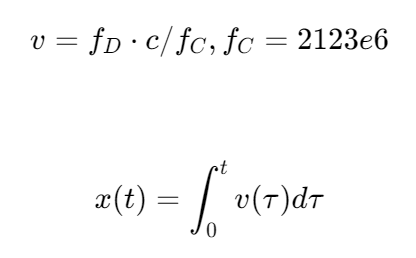 v = f_D · c/f_C, f_C = 2123e6
x(t) = ∫_0^t v(τ)dτ